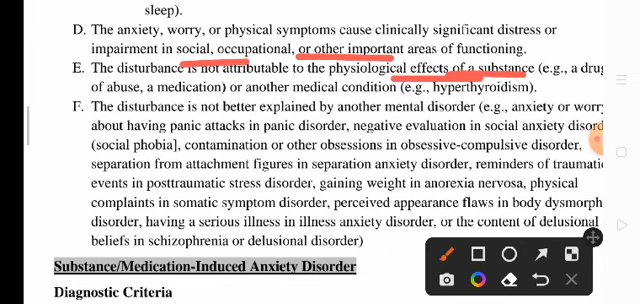 sleep).
D. The anxiety, worry, or physical symptoms cause clinically significant distress or
impairment in social, occupational, or other important areas of functioning.
E. The disturbance is not attributable to the physiological effects of a substance (e.g., a drug
of abuse, a medication) or another medical condition (e.g., hyperthyroidism).
F. The disturbance is not better explained by another mental disorder (e.g., anxiety or worry
about having panic attacks in panic disorder, negative evaluation in social anxiety disord
(social phobia], contamination or other obsessions in obsessive-compulsive disorder,
separation from attachment figures in separation anxiety disorder, reminders of traumatic
events in posttraumatic stress disorder, gaining weight in anorexia nervosa, physical
complaints in somatic symptom disorder, perceived appearance flaws in body dysmorph
disorder, having a serious illness in illness anxiety disorder, or the content of delusional
beliefs in schizophrenia or delusional disorder)
Substance/Medication-Induced Anxiety Disorder
Diagnostic Criteria